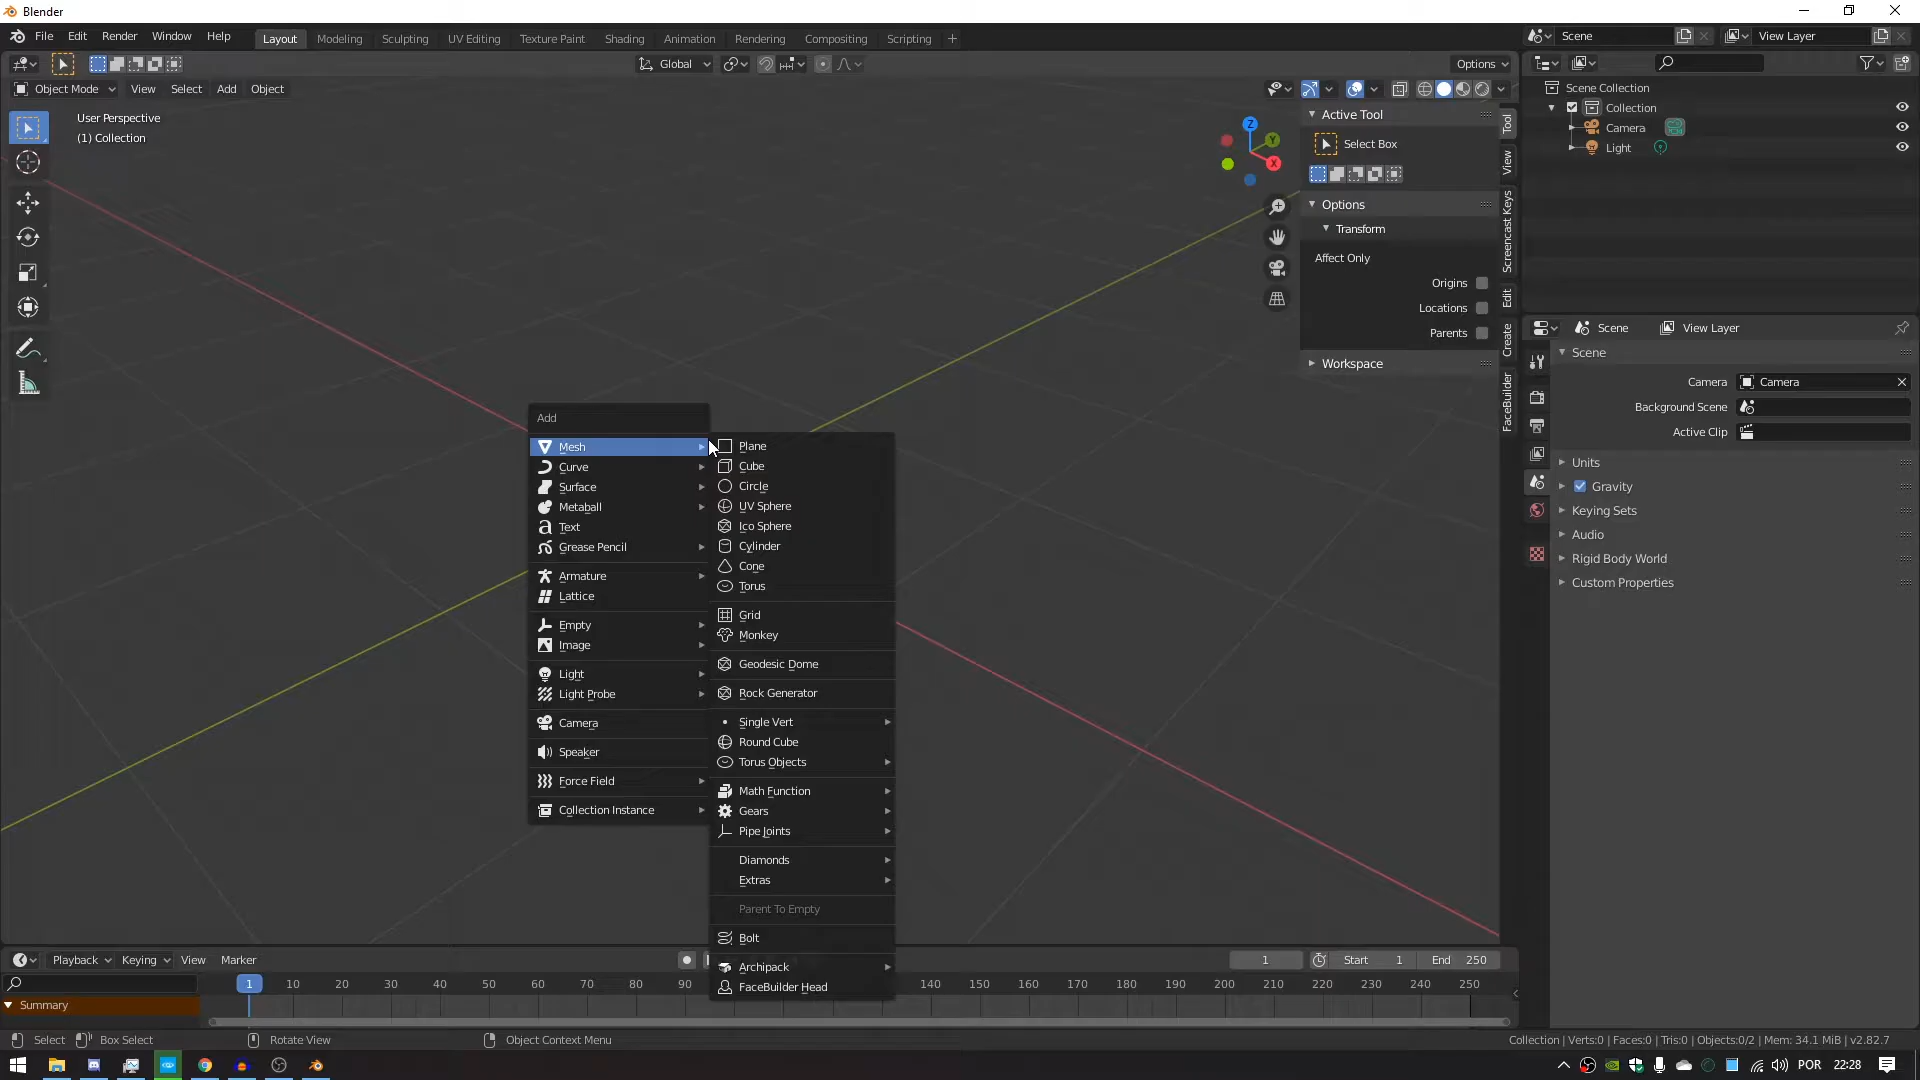 Blender
File Edit Render Window Help Layout Modeling Sculpting UV Editing Texture Paint Shading Animation Rendering Compositing Scripting + Scene View Layer
Global Options
Object Mode View Select Add Object
User Perspective
(1) Collection
Z
Y
X
Active Tool
Select Box
Options
Transform
Affect Only
Origins
Locations
Parents
Workspace
Tool
View
Screencast Keys
Edit
Create
FaceBuilder
Scene Collection
Collection
Camera
Light
Scene View Layer
Scene
Camera Camera
Background Scene
Active Clip
Units
Gravity
Keying Sets
Audio
Rigid Body World
Custom Properties
Add
Mesh
Curve
Surface
Metaball
Text
Grease Pencil
Armature
Lattice
Empty
Image
Light
Light Probe
Camera
Speaker
Force Field
Collection Instance
Plane
Cube
Circle
UV Sphere
Ico Sphere
Cylinder
Cone
Torus
Grid
Monkey
Geodesic Dome
Rock Generator
Single Vert
Round Cube
Torus Objects
Math Function
Gears
Pipe Joints
Diamonds
Extras
Parent To Empty
Bolt
Archipack
FaceBuilder Head
Playback Keying View Marker 1 Start 1 End 250
1 10 20 30 40 50 60 70 80 90 140 150 160 170 180 190 200 210 220 230 240 250
Summary
Select Box Select Rotate View Object Context Menu Collection | Verts:0 | Faces:0 | Tris:0 | Objects:0/2 | Mem: 34.1 MiB | v2.82.7
POR 22:28